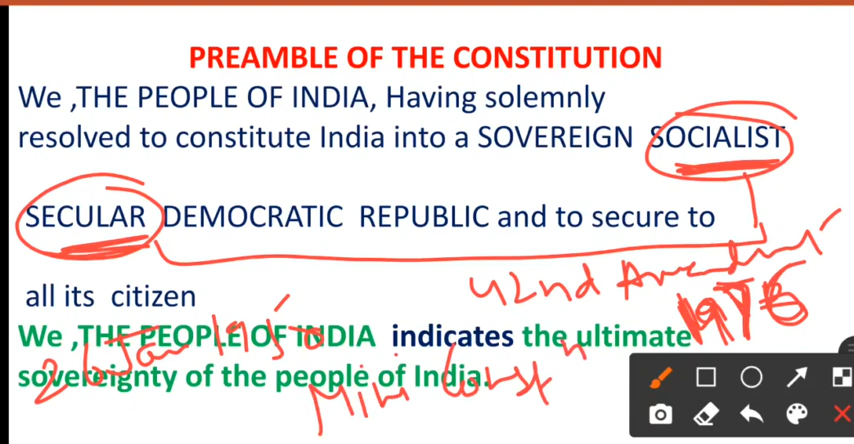 PREAMBLE OF THE CONSTITUTION
We ,THE PEOPLE OF INDIA, Having solemnly
resolved to constitute India into a SOVEREIGN SOCIALIST
SECULAR DEMOCRATIC REPUBLIC and to secure to
42nd
all its citizen
1976
We ,THE PEOPLE OF INDIA indicates the ultimate
26 Jan 1950
sovereignty of the people of India.
Mini Constn